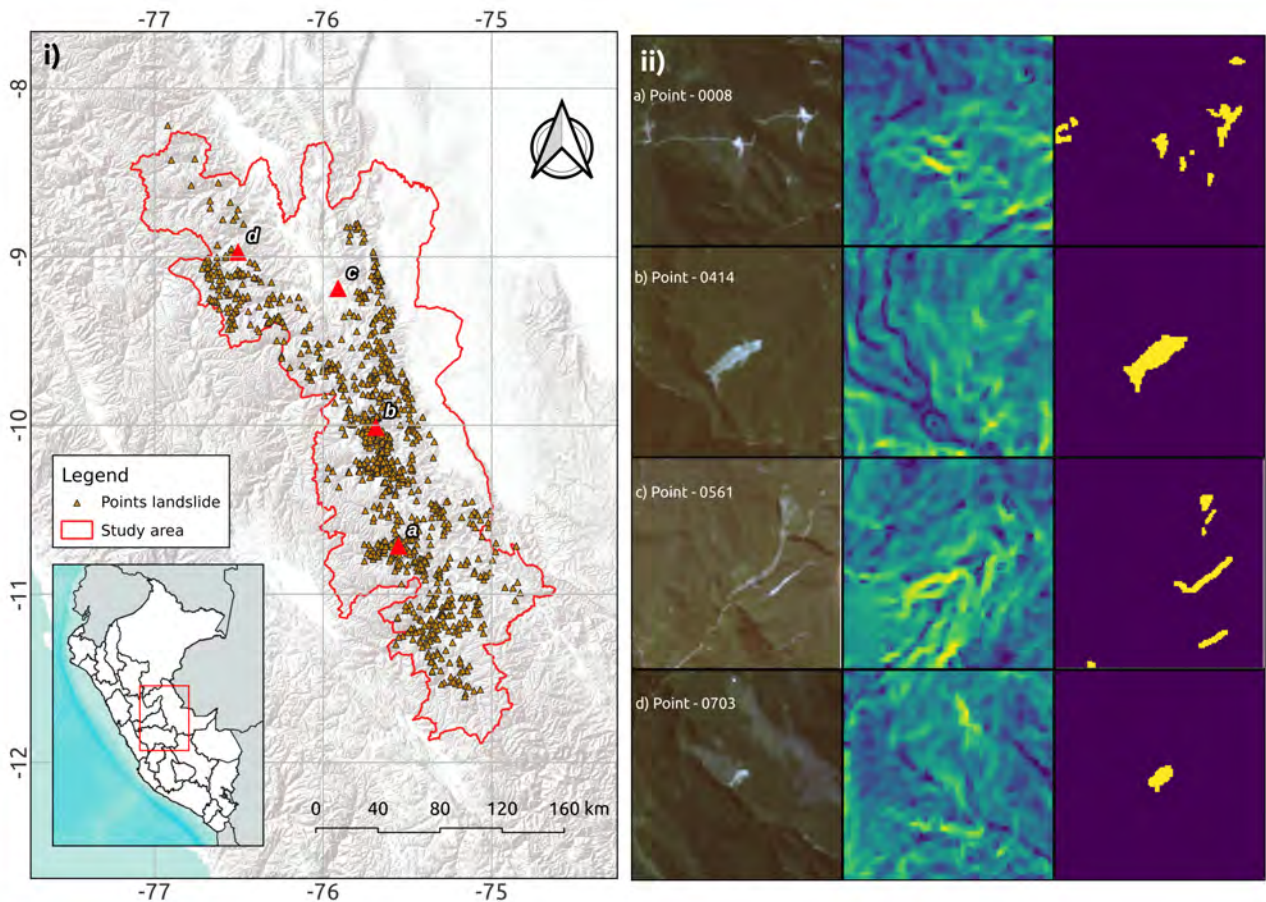 -77 -76 -75
i)
-8
-9
-10
-11
-12
d
c
b
a
Legend
Points landslide
Study area
0 40 80 120 160 km
-77 -76 -75
ii)
a) Point - 0008
b) Point - 0414
c) Point - 0561
d) Point - 0703